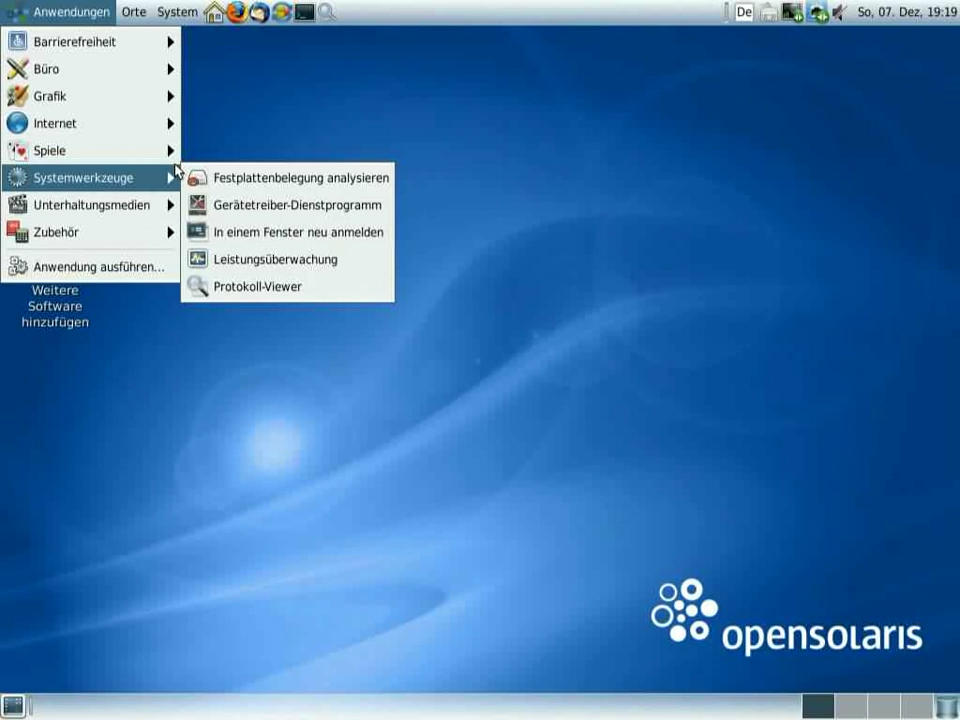 Anwendungen Orte System De So, 07. Dez, 19:19
Barrierefreiheit
Büro
Grafik
Internet
Spiele
Systemwerkzeuge
Unterhaltungsmedien
Zubehör
Anwendung ausführen...
Festplattenbelegung analysieren
Gerätetreiber-Dienstprogramm
In einem Fenster neu anmelden
Leistungsüberwachung
Protokoll-Viewer
Weitere
Software
hinzufügen
opensolaris